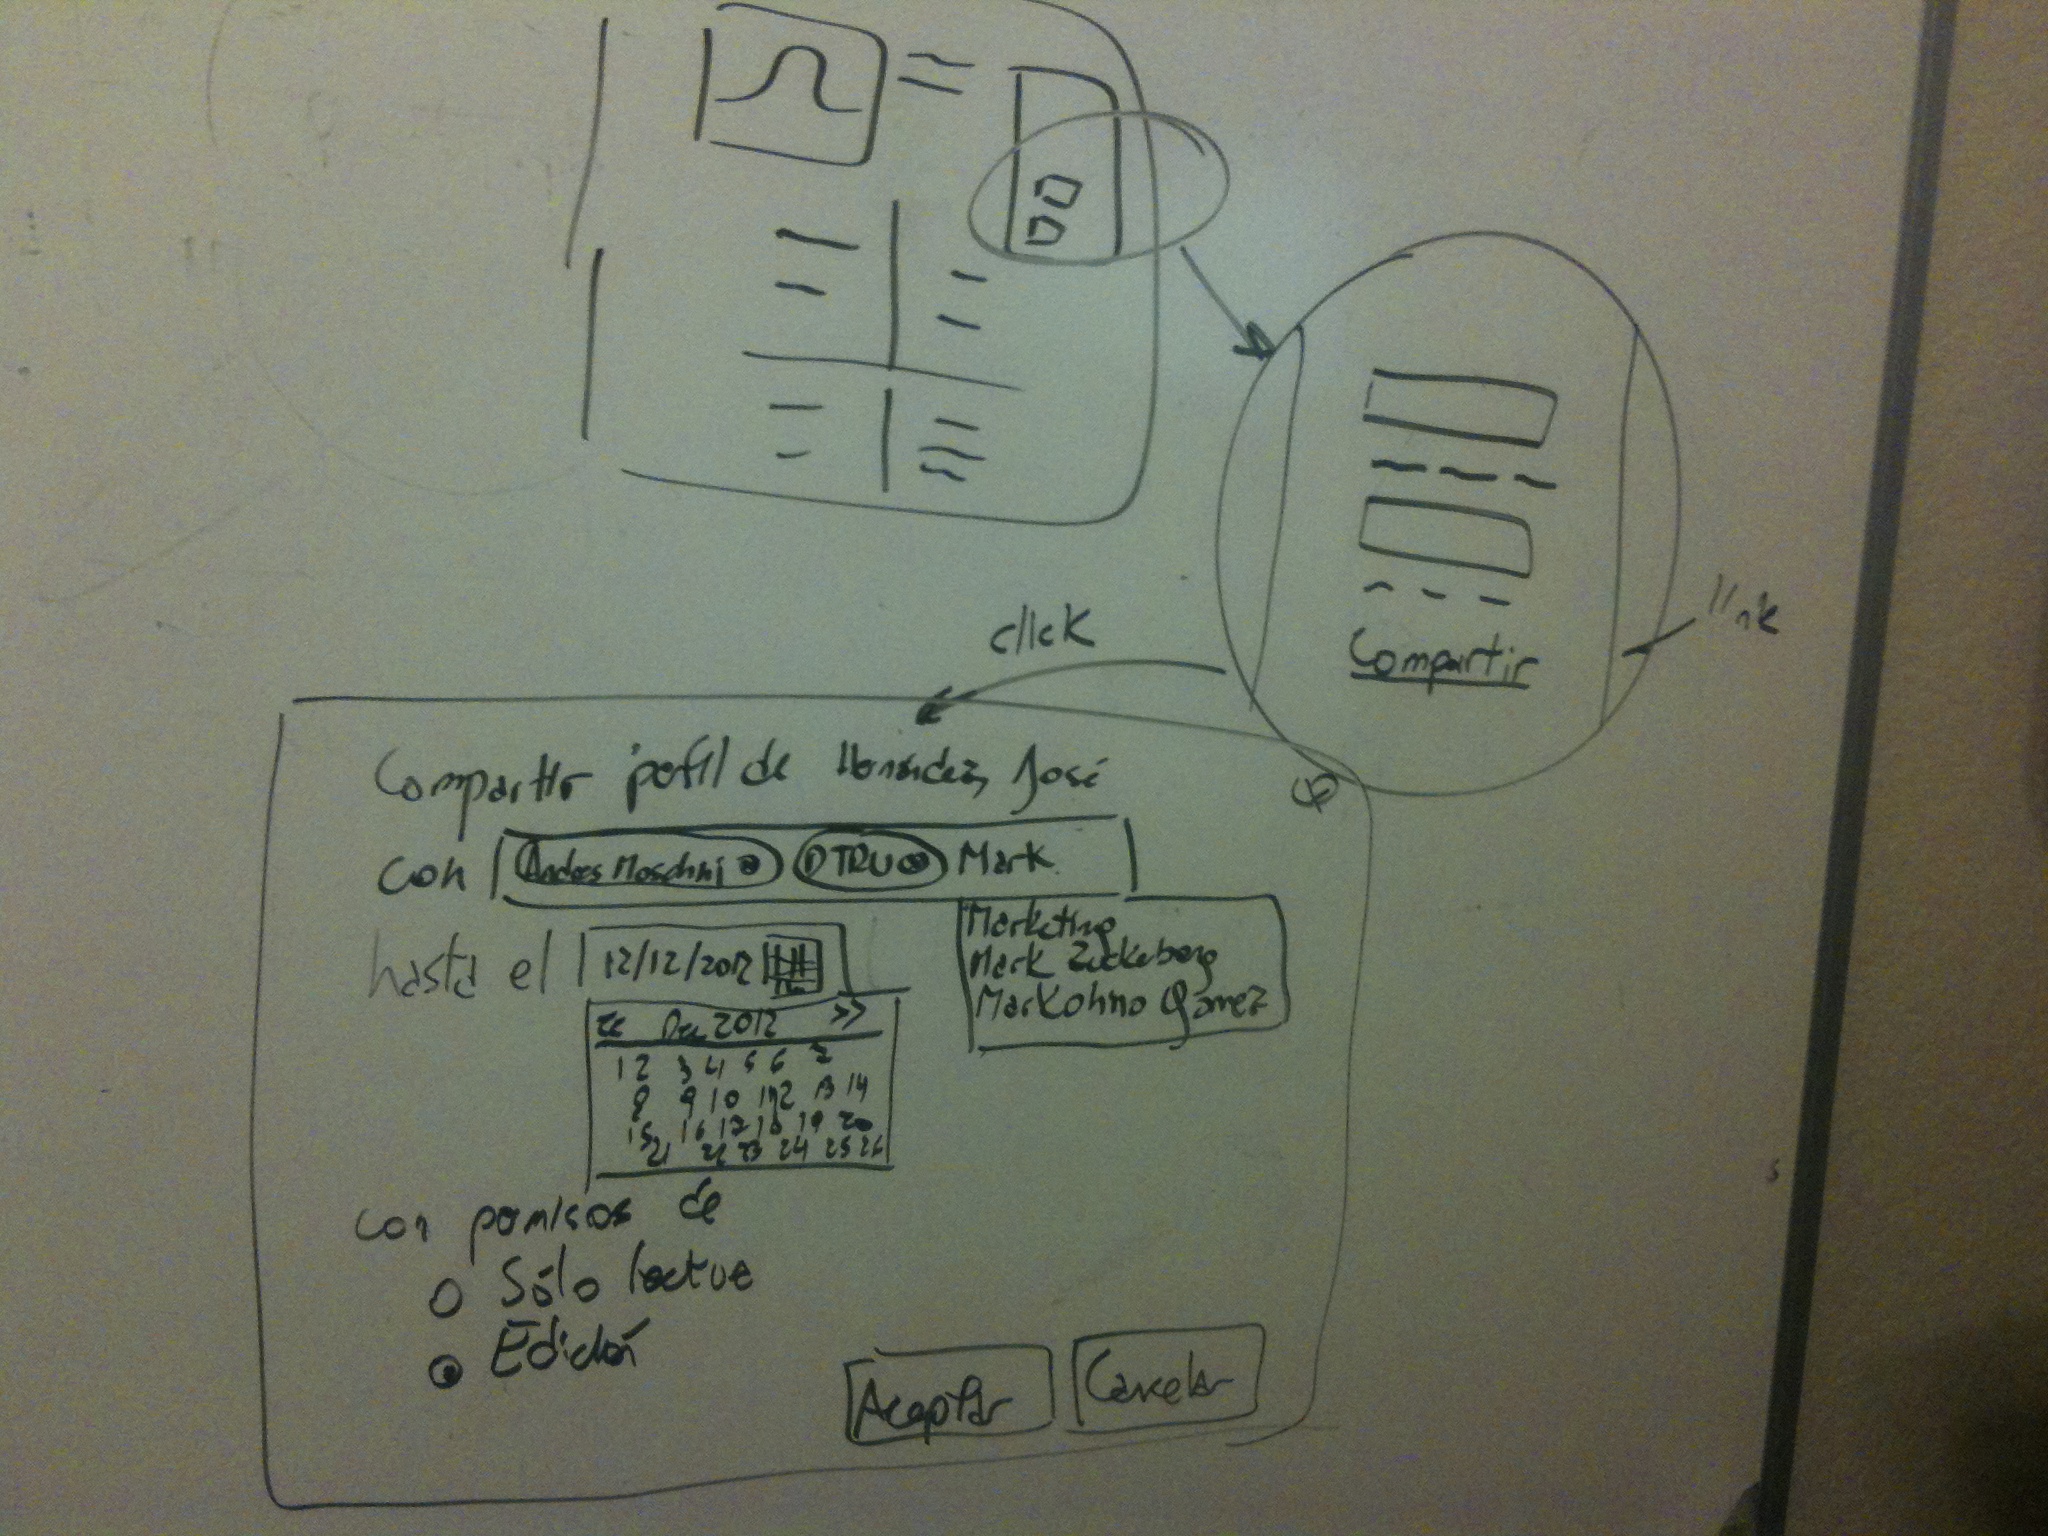 link
Compartir
click
Compartir perfil de Hernández, José
con Andres Moschini DTRU Mark
Marketing
Mark Zuckeberg
Markohno Gomez
hasta el 12/12/2012
<< Dec 2012 >>
1 2 3 4 5 6 7
8 9 10 11 12 13 14
15 16 17 18 19 20
21 22 23 24 25 26
con permisos de
Sólo lectura
Edición
Aceptar Cancelar